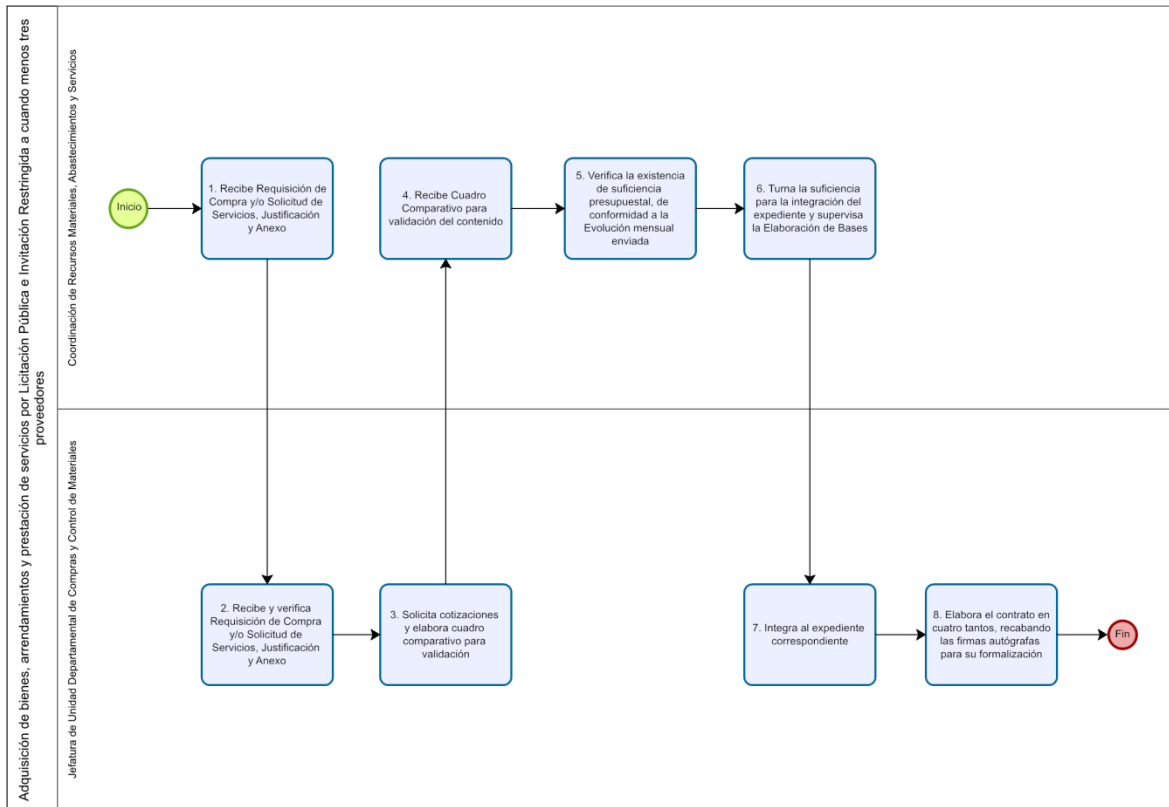 Adquisición de bienes, arrendamientos y prestación de servicios por Licitación Pública e Invitación Restringida a cuando menos tres
proveedores
Coordinación de Recursos Materiales, Abastecimientos y Servicios
Inicio
1. Recibe Requisición de
Compra y/o Solicitud de
Servicios, Justificación
y Anexo
4. Recibe Cuadro
Comparativo para
validación del contenido
5. Verifica la existencia
de suficiencia
presupuestal, de
conformidad a la
Evolución mensual
enviada
6. Turna la suficiencia
para la integración del
expediente y supervisa
la Elaboración de Bases
Jefatura de Unidad Departamental de Compras y Control de Materiales
2. Recibe y verifica
Requisición de Compra
y/o Solicitud de
Servicios, Justificación
y Anexo
3. Solicita cotizaciones
y elabora cuadro
comparativo para
validación
7. Integra al expediente
correspondiente
8. Elabora el contrato en
cuatro tantos, recabando
las firmas autógrafas
para su formalización
Fin